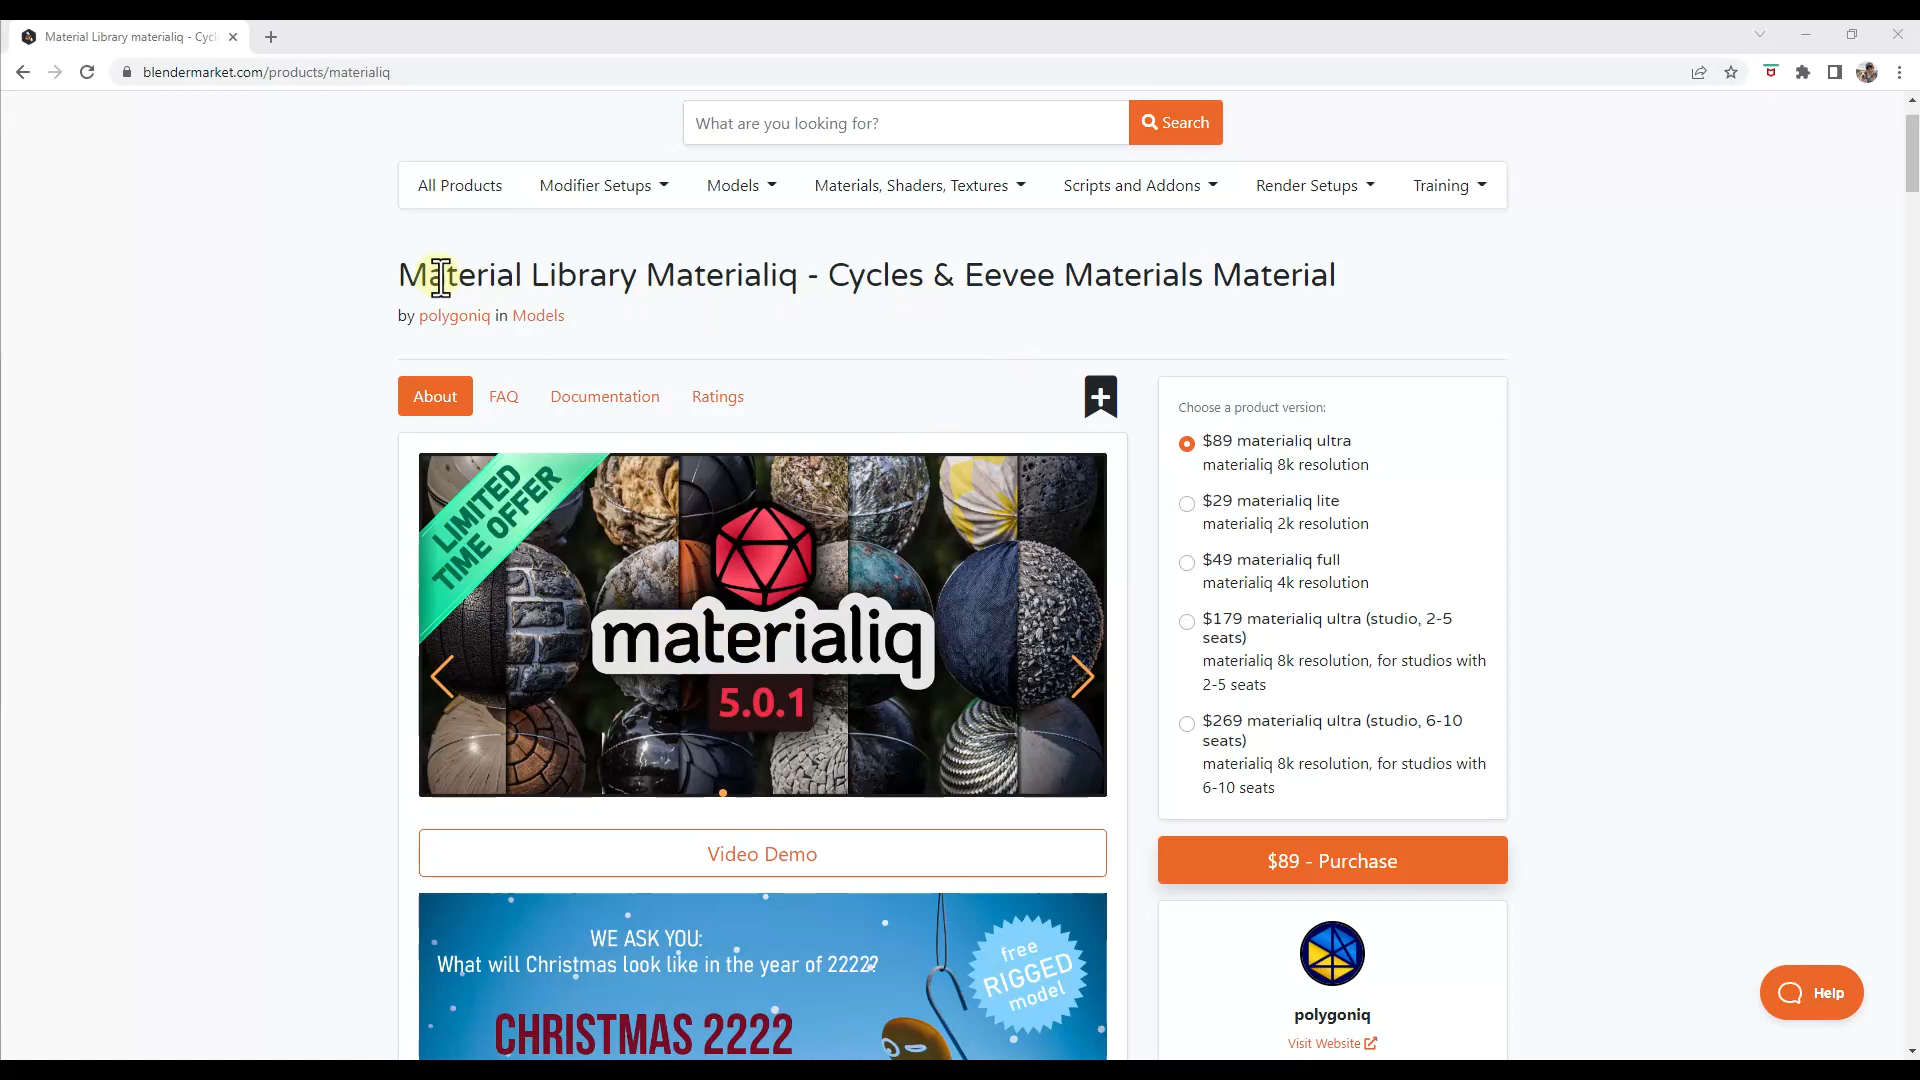 Material Library materialiq - Cycl
blendermarket.com/products/materialiq
What are you looking for?
Search
All Products
Modifier Setups
Models
Materials, Shaders, Textures
Scripts and Addons
Render Setups
Training
Material Library Materialiq - Cycles & Eevee Materials Material
by polygoniq in Models
About
FAQ
Documentation
Ratings
LIMITED
TIME OFFER
materialiq
5.0.1
Video Demo
WE ASK YOU:
What will Christmas look like in the year of 2222?
CHRISTMAS 2222
free
RIGGED
model
Choose a product version:
$89 materialiq ultra
materialiq 8k resolution
$29 materialiq lite
materialiq 2k resolution
$49 materialiq full
materialiq 4k resolution
$179 materialiq ultra (studio, 2-5
seats)
materialiq 8k resolution, for studios with
2-5 seats
$269 materialiq ultra (studio, 6-10
seats)
materialiq 8k resolution, for studios with
6-10 seats
$89 - Purchase
polygoniq
Visit Website
Help